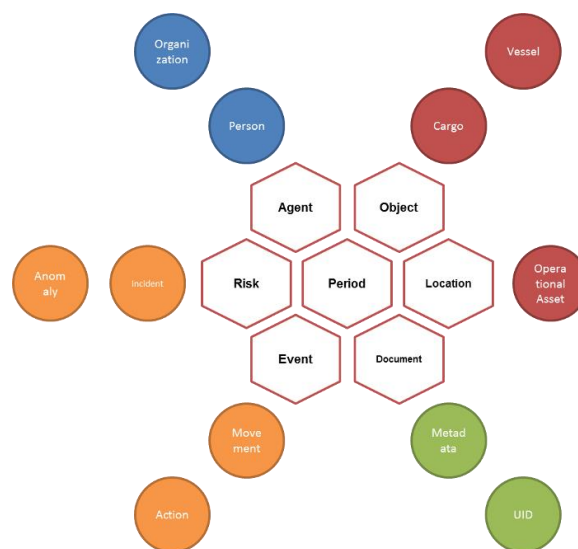 Organi
zation
Vessel
Person
Cargo
Agent
Object
Anom
aly
Incident
Risk
Period
Location
Opera
tional
Asset
Event
Document
Move
ment
Metad
ata
Action
UID